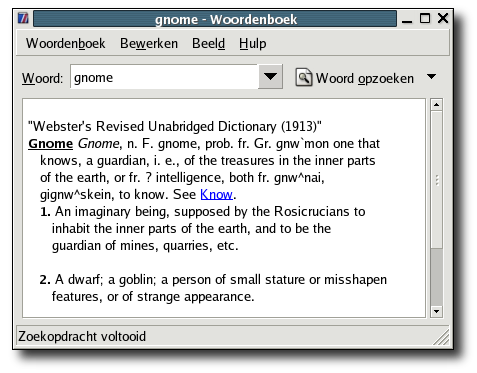 gnome - Woordenboek
Woordenboek Bewerken Beeld Hulp
Woord: gnome Woord opzoeken
"Webster's Revised Unabridged Dictionary (1913)"
Gnome Gnome, n. F. gnome, prob. fr. Gr. gnw`mon one that
knows, a guardian, i. e., of the treasures in the inner parts
of the earth, or fr. ? intelligence, both fr. gnw^nai,
gignw^skein, to know. See Know.
1. An imaginary being, supposed by the Rosicrucians to
inhabit the inner parts of the earth, and to be the
guardian of mines, quarries, etc.
2. A dwarf; a goblin; a person of small stature or misshapen
features, or of strange appearance.
Zoekopdracht voltooid